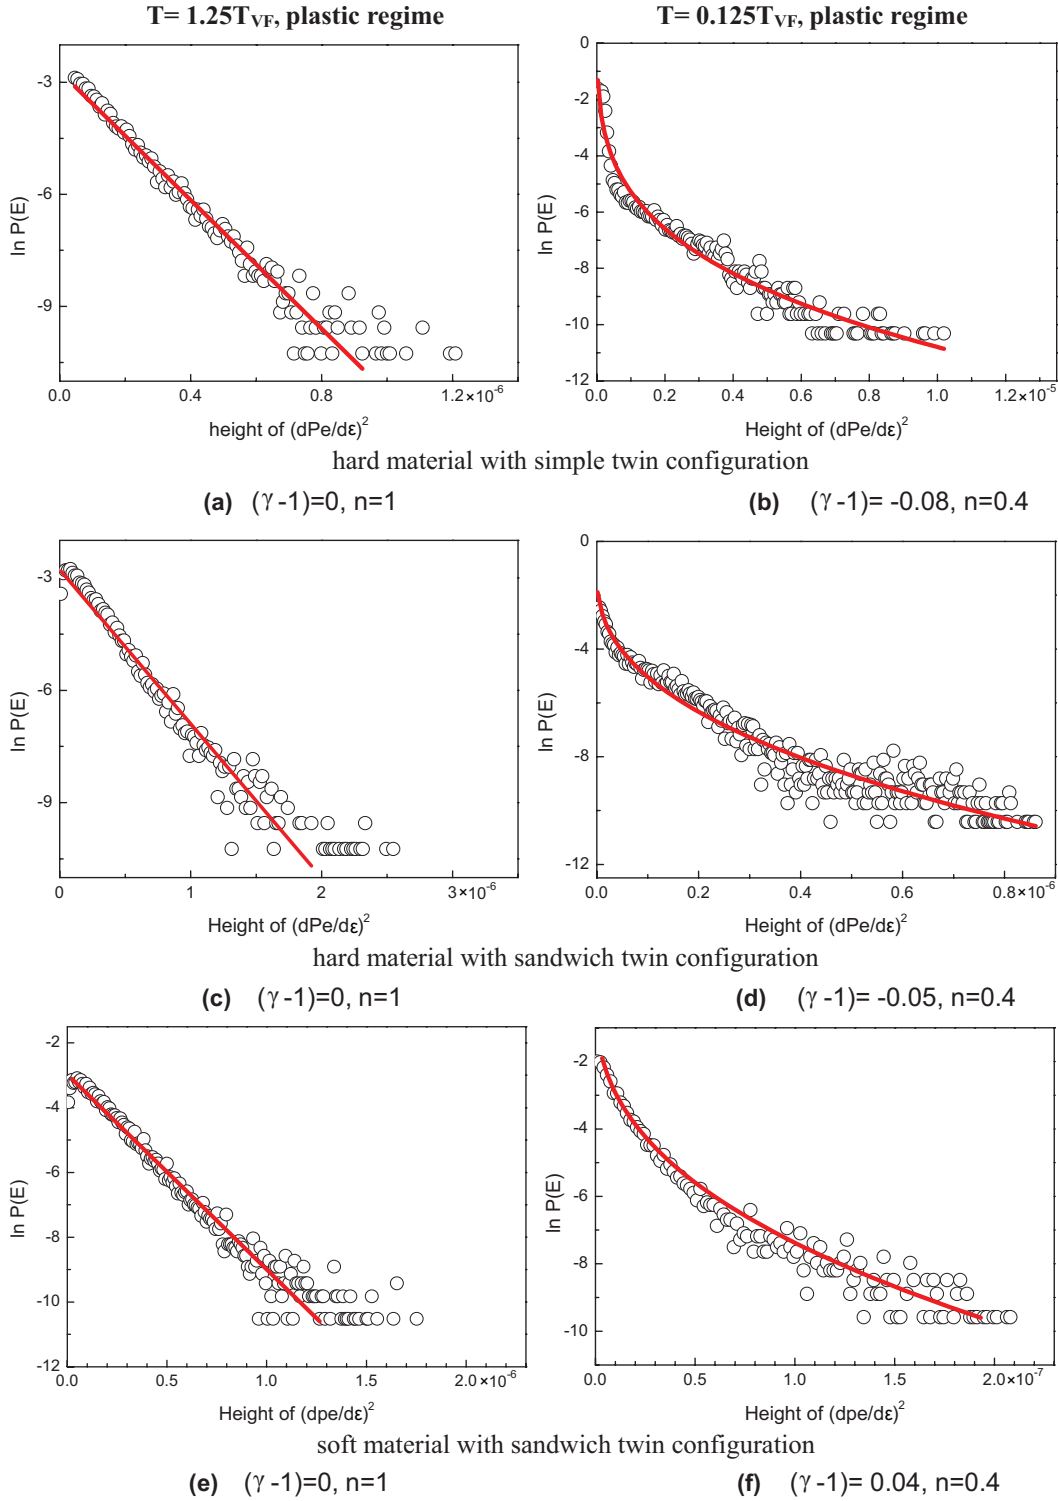 T= 1.25T_VF, plastic regime
T= 0.125T_VF, plastic regime
-3
-6
-9
ln P(E)
0.0
0.4
0.8
1.2×10^-6
height of (dPe/dε)^2
0
-2
-4
-6
-8
-10
-12
ln P(E)
0.0
0.2
0.4
0.6
0.8
1.0
1.2×10^-5
Height of (dPe/dε)^2
hard material with simple twin configuration
(a) (γ-1)=0, n=1
(b) (γ-1)= -0.08, n=0.4
-3
-6
-9
ln P(E)
0
1
2
3×10^-6
Height of (dPe/dε)^2
0
-4
-8
-12
ln P(E)
0.0
0.2
0.4
0.6
0.8×10^-6
Height of (dPe/dε)^2
hard material with sandwich twin configuration
(c) (γ-1)=0, n=1
(d) (γ-1)= -0.05, n=0.4
-2
-4
-6
-8
-10
-12
ln P(E)
0.0
0.5
1.0
1.5
2.0×10^-6
Height of (dpe/dε)^2
-2
-4
-6
-8
-10
ln P(E)
0.0
0.5
1.0
1.5
2.0×10^-7
Height of (dpe/dε)^2
soft material with sandwich twin configuration
(e) (γ-1)=0, n=1
(f) (γ-1)= 0.04, n=0.4